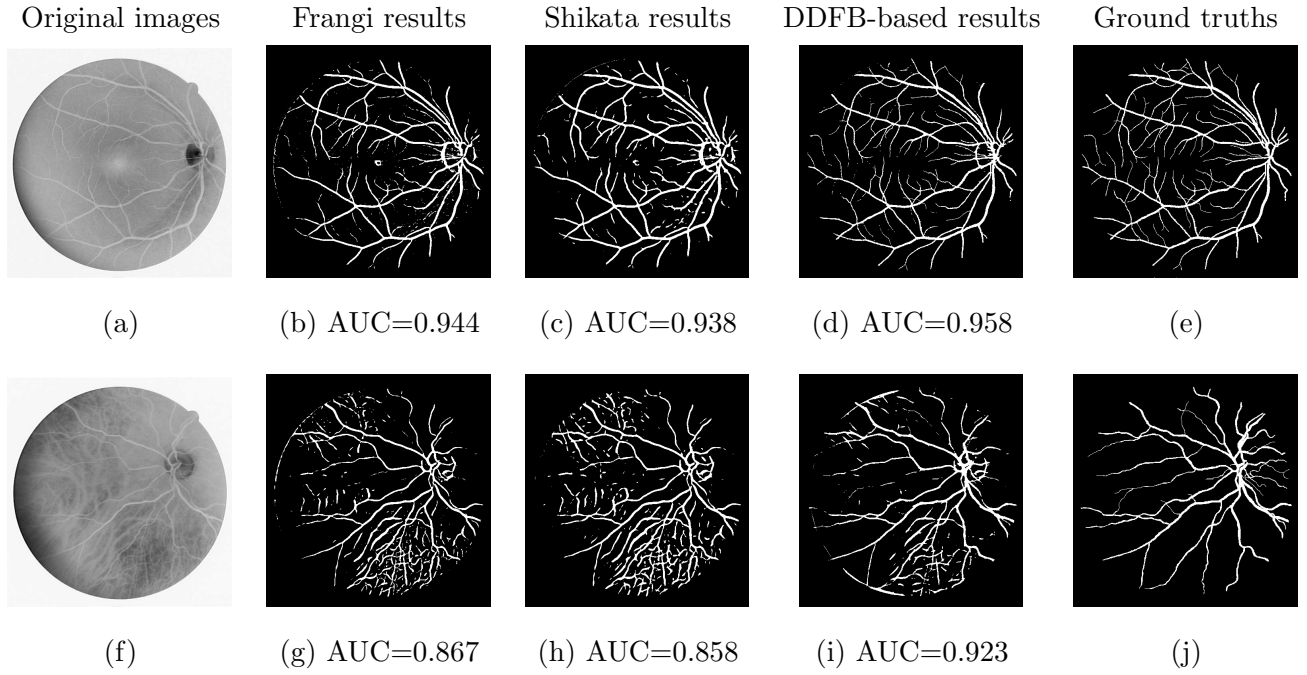 Original images Frangi results Shikata results DDFB-based results Ground truths
(a) (b) AUC=0.944 (c) AUC=0.938 (d) AUC=0.958 (e)
(f) (g) AUC=0.867 (h) AUC=0.858 (i) AUC=0.923 (j)